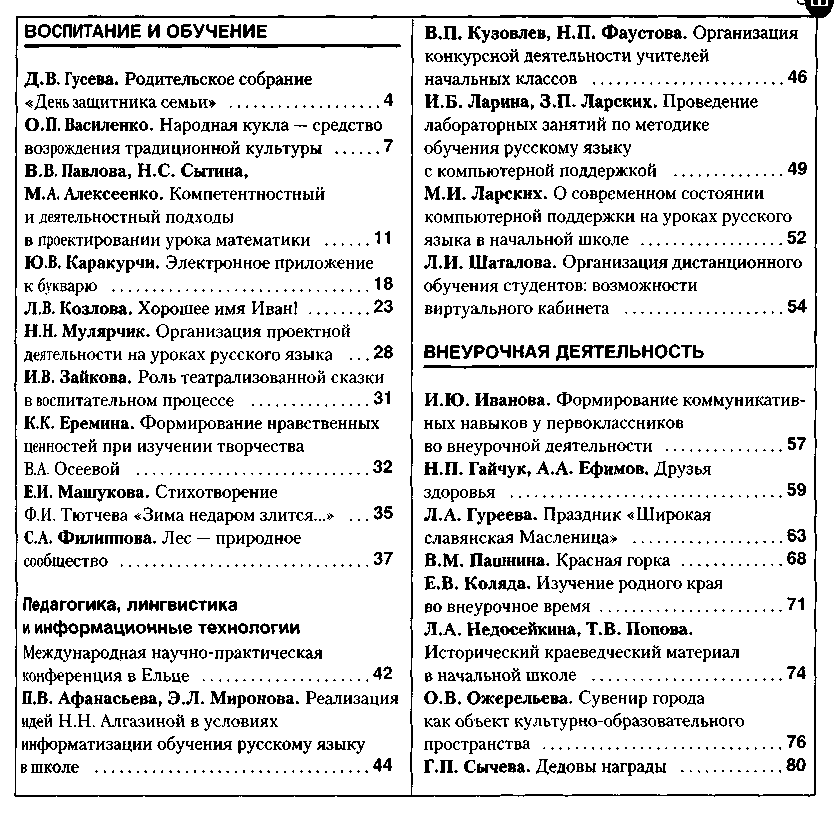 ВОСПИТАНИЕ И ОБУЧЕНИЕ
Д.В. Гусева. Родительское собрание
«День защитника семьи» ................... 4
О.П. Василенко. Народная кукла — средство
возрождения традиционной культуры ...... 7
В.В. Павлова, Н.С. Сытина,
М.А. Алексеенко. Компетентностный
и деятельностный подходы
в проектировании урока математики ...... 11
Ю.В. Каракурчи. Электронное приложение
к букварю ................................. 18
Л.В. Козлова. Хорошее имя Иван! ........ 23
Н.Н. Мулярчик. Организация проектной
деятельности на уроках русского языка ... 28
И.В. Зайкова. Роль театрализованной сказки
в воспитательном процессе ............... 31
К.К. Еремина. Формирование нравственных
ценностей при изучении творчества
В.А. Осеевой .............................. 32
Е.И. Машукова. Стихотворение
Ф.И. Тютчева «Зима недаром злится...» ... 35
С.А. Филиппова. Лес — природное
сообщество ................................ 37
Педагогика, лингвистика
и информационные технологии
Международная научно-практическая
конференция в Ельце ..................... 42
П.В. Афанасьева, Э.Л. Миронова. Реализация
идей Н.Н. Алгазиной в условиях
информатизации обучения русскому языку
в школе ................................... 44
В.П. Кузовлев, Н.П. Фаустова. Организация
конкурсной деятельности учителей
начальных классов ........................ 46
И.Б. Ларина, З.П. Ларских. Проведение
лабораторных занятий по методике
обучения русскому языку
с компьютерной поддержкой .............. 49
М.И. Ларских. О современном состоянии
компьютерной поддержки на уроках русского
языка в начальной школе .................. 52
Л.И. Шаталова. Организация дистанционного
обучения студентов: возможности
виртуального кабинета .................... 54
ВНЕУРОЧНАЯ ДЕЯТЕЛЬНОСТЬ
И.Ю. Иванова. Формирование коммуникатив-
ных навыков у первоклассников
во внеурочной деятельности ............... 57
Н.П. Гайчук, А.А. Ефимов. Друзья
здоровья .................................. 59
Л.А. Гуреева. Праздник «Широкая
славянская Масленица» ................... 63
В.М. Пашнина. Красная горка ............. 68
Е.В. Коляда. Изучение родного края
во внеурочное время ...................... 71
Л.А. Недосейкина, Т.В. Попова.
Исторический краеведческий материал
в начальной школе ........................ 74
О.В. Ожерельева. Сувенир города
как объект культурно-образовательного
пространства .............................. 76
Г.П. Сычева. Дедовы награды ............. 80